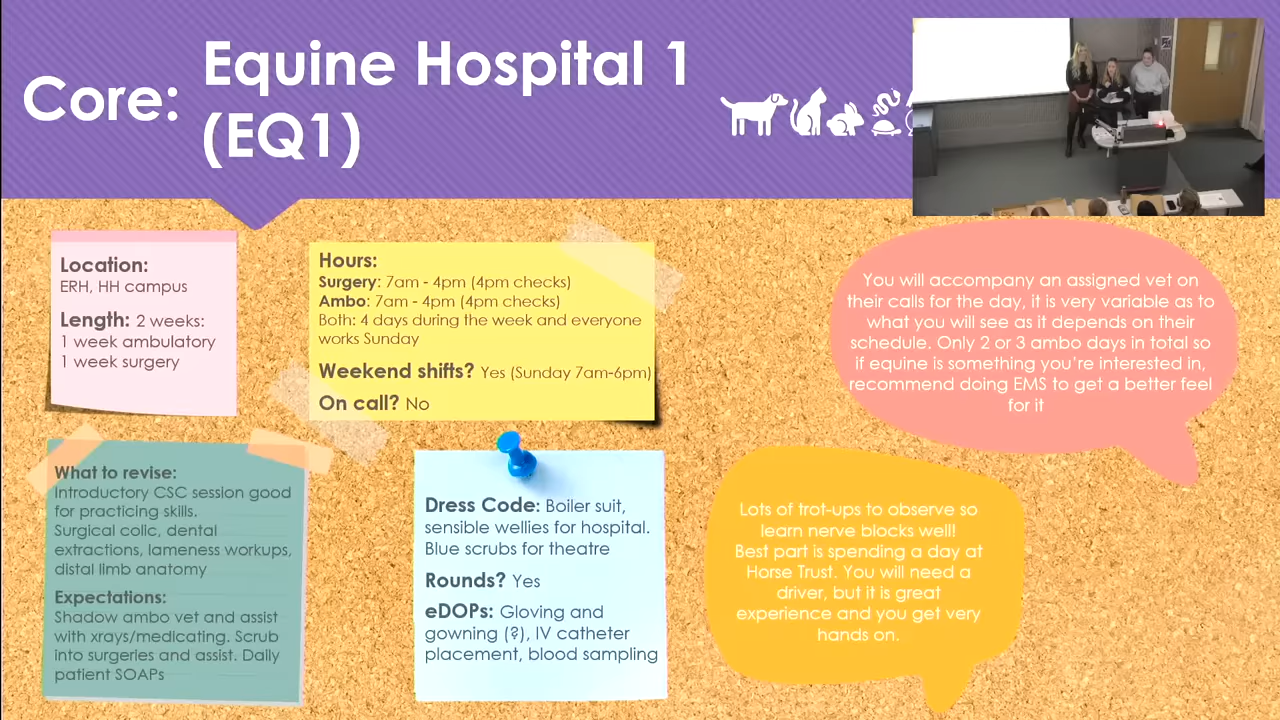 Core:
Equine Hospital 1
(EQ1)
Location:
ERH, HH campus
Length: 2 weeks:
1 week ambulatory
1 week surgery
Hours:
Surgery: 7am - 4pm (4pm checks)
Ambo: 7am - 4pm (4pm checks)
Both: 4 days during the week and everyone
works Sunday
Weekend shifts? Yes (Sunday 7am-6pm)
On call? No
You will accompany an assigned vet on
their calls for the day, it is very variable as to
what you will see as it depends on their
schedule. Only 2 or 3 ambo days in total so
if equine is something you're interested in,
recommend doing EMS to get a better feel
for it
What to revise:
Introductory CSC session good
for practicing skills.
Surgical colic, dental
extractions, lameness workups,
distal limb anatomy
Expectations:
Shadow ambo vet and assist
with xrays/medicating. Scrub
into surgeries and assist. Daily
patient SOAPs
Dress Code: Boiler suit,
sensible wellies for hospital.
Blue scrubs for theatre
Rounds? Yes
eDOPs: Gloving and
gowning (?), IV catheter
placement, blood sampling
Lots of trot-ups to observe so
learn nerve blocks well!
Best part is spending a day at
Horse Trust. You will need a
driver, but it is great
experience and you get very
hands on.